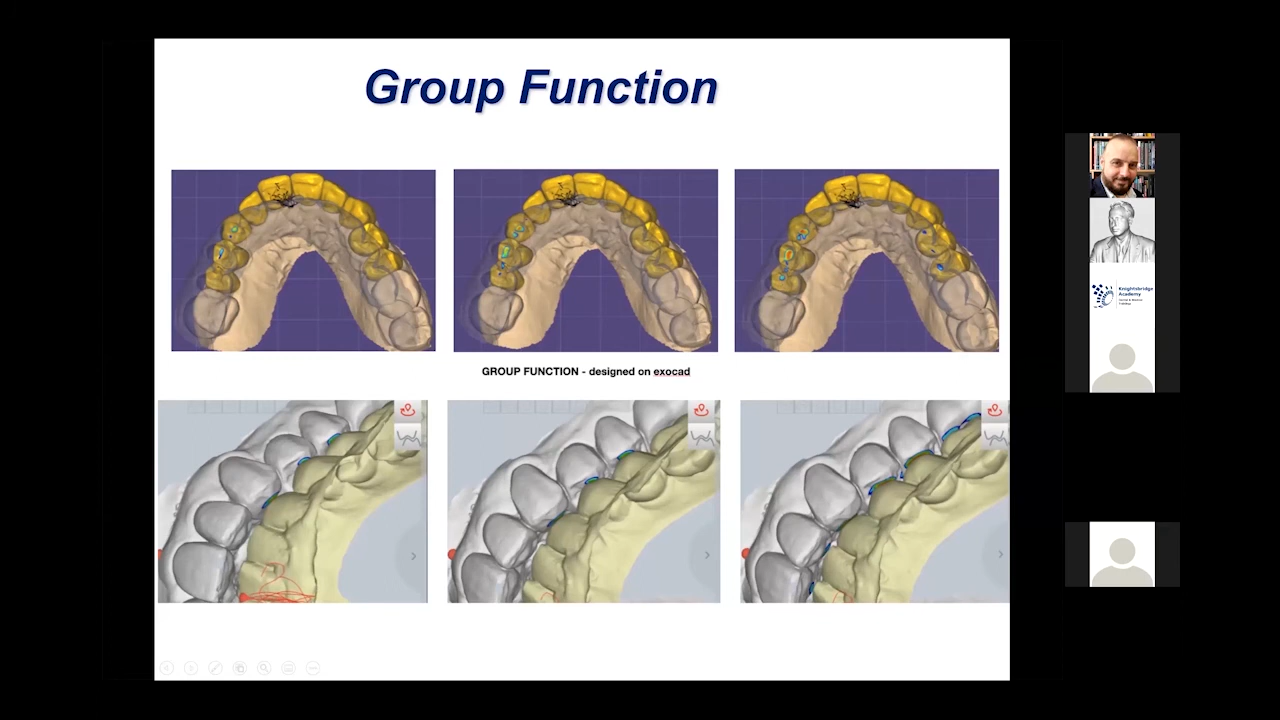 Group Function
GROUP FUNCTION - designed on exocad
Knightsbridge
Academy